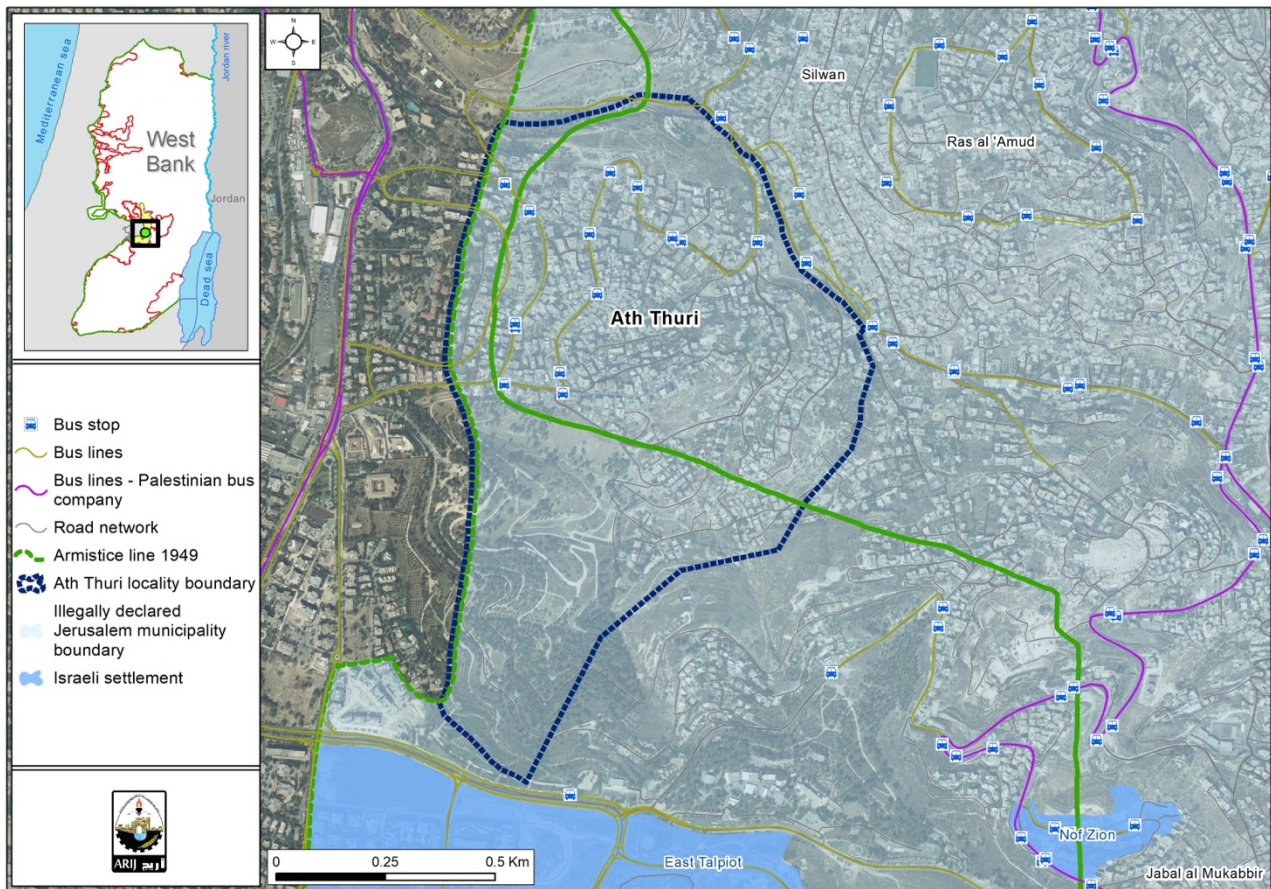 Mediterranean sea
Jordan river
West
Bank
Jordan
Dead sea
N
W
E
S
Bus stop
Bus lines
Bus lines - Palestinian bus
company
Road network
Armistice line 1949
Ath Thuri locality boundary
Illegally declared
Jerusalem municipality
boundary
Israeli settlement
ARIJ أريج
Silwan
Ras al 'Amud
Ath Thuri
Nof Zion
East Talpiot
Jabal al Mukabbir
0
0.25
0.5 Km